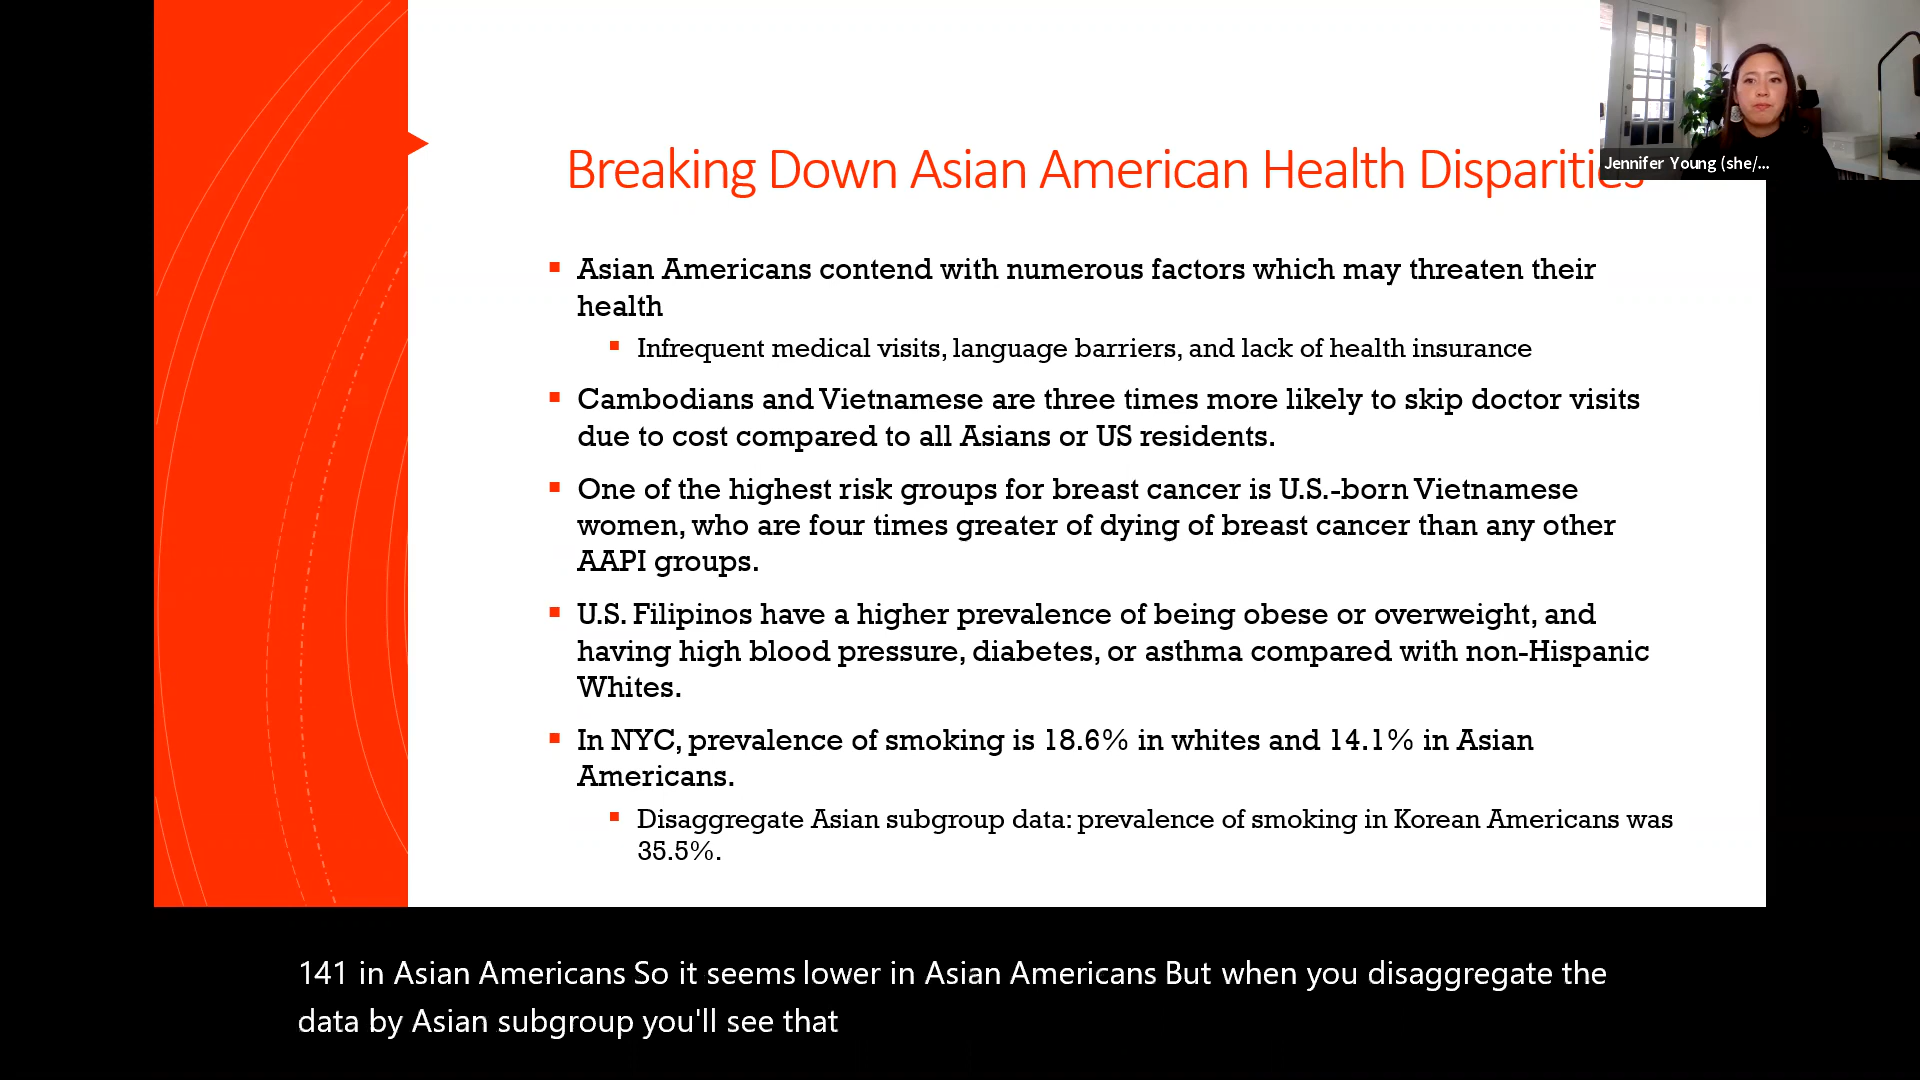 Breaking Down Asian American Health Disparities
Jennifer Young (she/...
Asian Americans contend with numerous factors which may threaten their
health
Infrequent medical visits, language barriers, and lack of health insurance
Cambodians and Vietnamese are three times more likely to skip doctor visits
due to cost compared to all Asians or US residents.
One of the highest risk groups for breast cancer is U.S.-born Vietnamese
women, who are four times greater of dying of breast cancer than any other
AAPI groups.
U.S. Filipinos have a higher prevalence of being obese or overweight, and
having high blood pressure, diabetes, or asthma compared with non-Hispanic
Whites.
In NYC, prevalence of smoking is 18.6% in whites and 14.1% in Asian
Americans.
Disaggregate Asian subgroup data: prevalence of smoking in Korean Americans was
35.5%.
141 in Asian Americans So it seems lower in Asian Americans But when you disaggregate the
data by Asian subgroup you'll see that